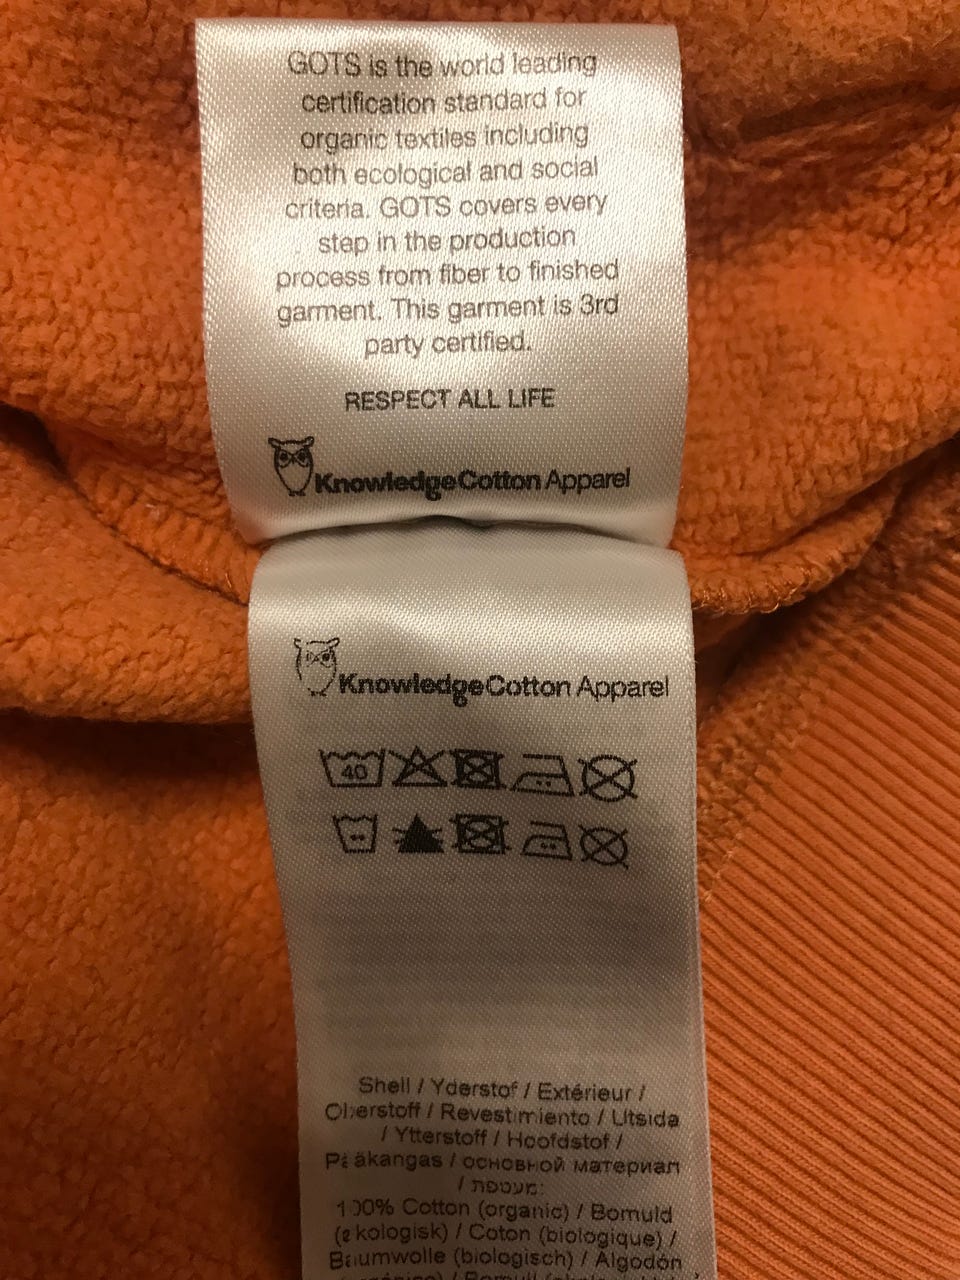 GOTS is the world leading
certification standard for
organic textiles including
both ecological and social
criteria. GOTS covers every
step in the production
process from fiber to finished
garment. This garment is 3rd
party certified.
RESPECT ALL LIFE
KnowledgeCotton Apparel
KnowledgeCotton Apparel
40
Shell / Yderstof / Extérieur /
Oberstoff / Revestimiento / Utsida
/ Ytterstoff / Hoofdstof /
Pääkangas / основной материал
/ מעטפת:
100% Cotton (organic) / Bomuld
(økologisk) / Coton (biologique) /
Baumwolle (biologisch) / Algodón